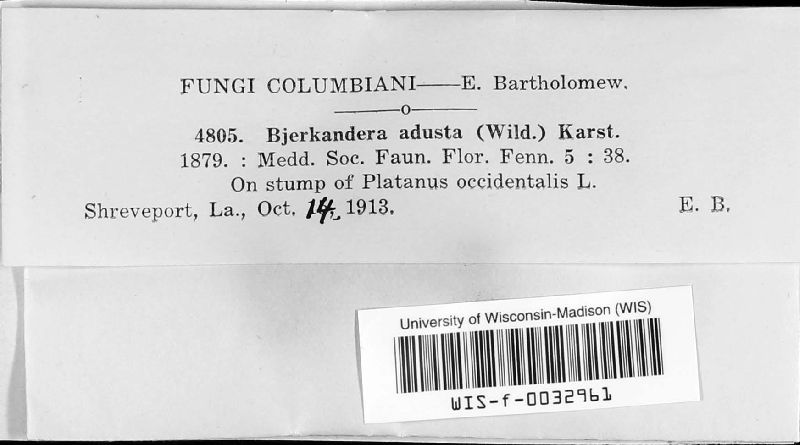 FUNGI COLUMBIANI——E. Bartholomew.
———o———
4805. Bjerkandera adusta (Wild.) Karst.
1879. : Medd. Soc. Faun. Flor. Fenn. 5 : 38.
On stump of Platanus occidentalis L.
Shreveport, La., Oct. 14, 1913. E. B.
University of Wisconsin-Madison (WIS)
WIS-f-0032961